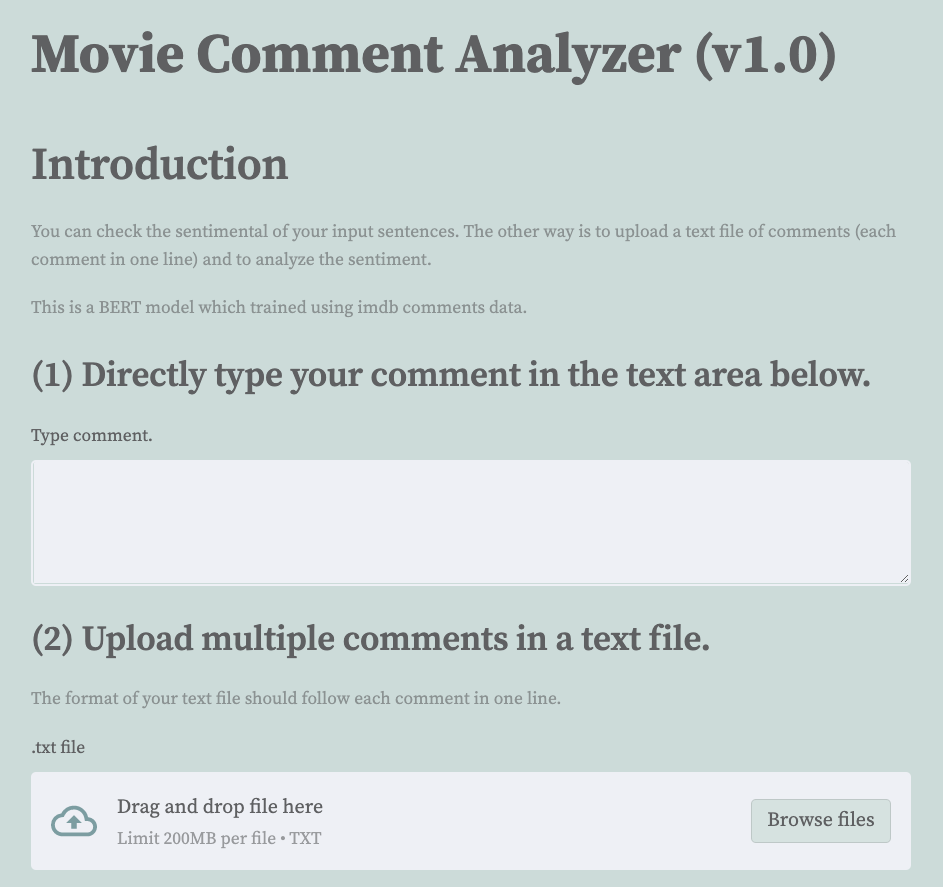 Movie Comment Analyzer (v1.0)
Introduction
You can check the sentimental of your input sentences. The other way is to upload a text file of comments (each
comment in one line) and to analyze the sentiment.
This is a BERT model which trained using imdb comments data.
(1) Directly type your comment in the text area below.
Type comment.
(2) Upload multiple comments in a text file.
The format of your text file should follow each comment in one line.
.txt file
Drag and drop file here
Limit 200MB per file • TXT
Browse files